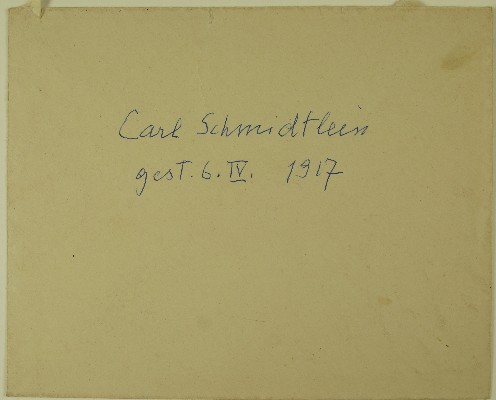 Carl Schmidtlein
gest. 6. IV. 1917